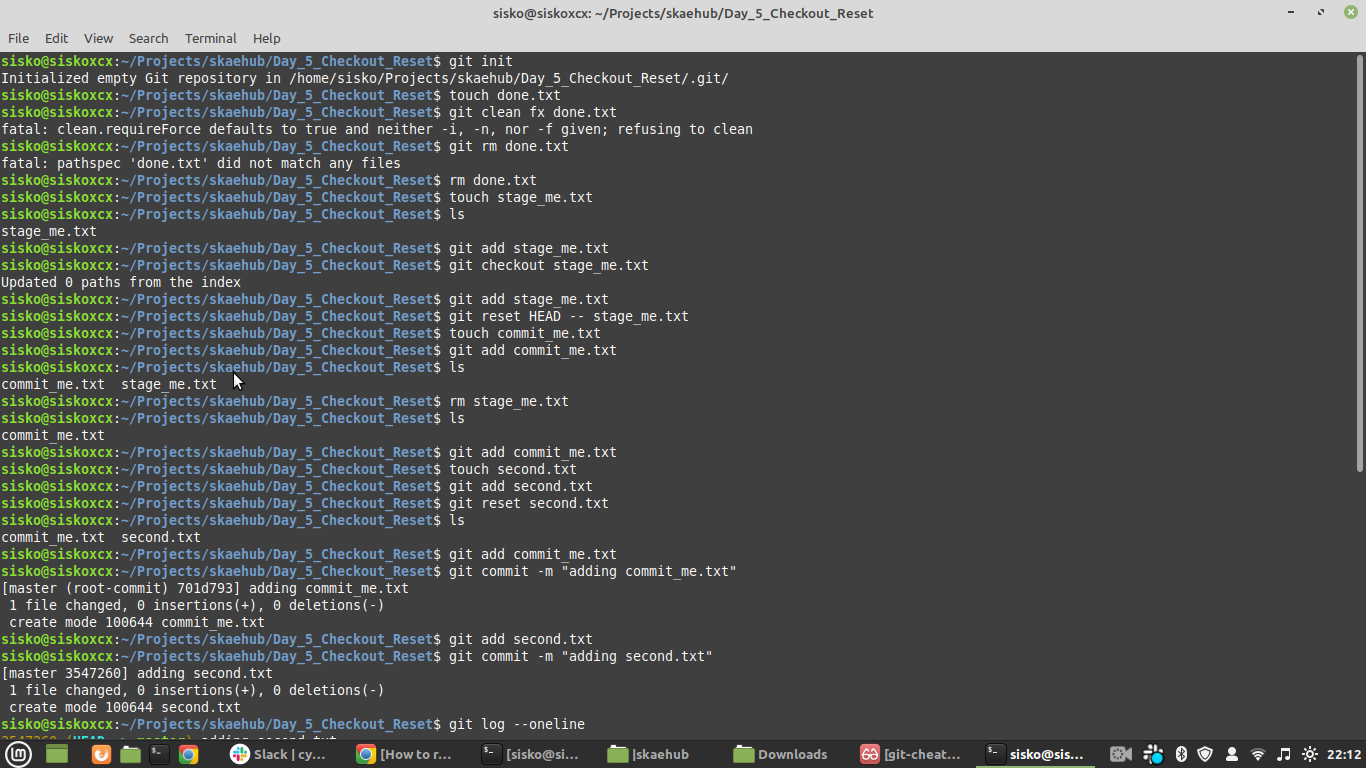 sisko@siskoxcx: ~/Projects/skaehub/Day_5_Checkout_Reset
File Edit View Search Terminal Help
sisko@siskoxcx:~/Projects/skaehub/Day_5_Checkout_Reset$ git init
Initialized empty Git repository in /home/sisko/Projects/skaehub/Day_5_Checkout_Reset/.git/
sisko@siskoxcx:~/Projects/skaehub/Day_5_Checkout_Reset$ touch done.txt
sisko@siskoxcx:~/Projects/skaehub/Day_5_Checkout_Reset$ git clean fx done.txt
fatal: clean.requireForce defaults to true and neither -i, -n, nor -f given; refusing to clean
sisko@siskoxcx:~/Projects/skaehub/Day_5_Checkout_Reset$ git rm done.txt
fatal: pathspec 'done.txt' did not match any files
sisko@siskoxcx:~/Projects/skaehub/Day_5_Checkout_Reset$ rm done.txt
sisko@siskoxcx:~/Projects/skaehub/Day_5_Checkout_Reset$ touch stage_me.txt
sisko@siskoxcx:~/Projects/skaehub/Day_5_Checkout_Reset$ ls
stage_me.txt
sisko@siskoxcx:~/Projects/skaehub/Day_5_Checkout_Reset$ git add stage_me.txt
sisko@siskoxcx:~/Projects/skaehub/Day_5_Checkout_Reset$ git checkout stage_me.txt
Updated 0 paths from the index
sisko@siskoxcx:~/Projects/skaehub/Day_5_Checkout_Reset$ git add stage_me.txt
sisko@siskoxcx:~/Projects/skaehub/Day_5_Checkout_Reset$ git reset HEAD -- stage_me.txt
sisko@siskoxcx:~/Projects/skaehub/Day_5_Checkout_Reset$ touch commit_me.txt
sisko@siskoxcx:~/Projects/skaehub/Day_5_Checkout_Reset$ git add commit_me.txt
sisko@siskoxcx:~/Projects/skaehub/Day_5_Checkout_Reset$ ls
commit_me.txt  stage_me.txt
sisko@siskoxcx:~/Projects/skaehub/Day_5_Checkout_Reset$ rm stage_me.txt
sisko@siskoxcx:~/Projects/skaehub/Day_5_Checkout_Reset$ ls
commit_me.txt
sisko@siskoxcx:~/Projects/skaehub/Day_5_Checkout_Reset$ git add commit_me.txt
sisko@siskoxcx:~/Projects/skaehub/Day_5_Checkout_Reset$ touch second.txt
sisko@siskoxcx:~/Projects/skaehub/Day_5_Checkout_Reset$ git add second.txt
sisko@siskoxcx:~/Projects/skaehub/Day_5_Checkout_Reset$ git reset second.txt
sisko@siskoxcx:~/Projects/skaehub/Day_5_Checkout_Reset$ ls
commit_me.txt  second.txt
sisko@siskoxcx:~/Projects/skaehub/Day_5_Checkout_Reset$ git add commit_me.txt
sisko@siskoxcx:~/Projects/skaehub/Day_5_Checkout_Reset$ git commit -m "adding commit_me.txt"
[master (root-commit) 701d793] adding commit_me.txt
 1 file changed, 0 insertions(+), 0 deletions(-)
 create mode 100644 commit_me.txt
sisko@siskoxcx:~/Projects/skaehub/Day_5_Checkout_Reset$ git add second.txt
sisko@siskoxcx:~/Projects/skaehub/Day_5_Checkout_Reset$ git commit -m "adding second.txt"
[master 3547260] adding second.txt
 1 file changed, 0 insertions(+), 0 deletions(-)
 create mode 100644 second.txt
sisko@siskoxcx:~/Projects/skaehub/Day_5_Checkout_Reset$ git log --oneline
Slack | cy... [How to r... [sisko@si... |skaehub Downloads [git-cheat... sisko@sis... 22:12